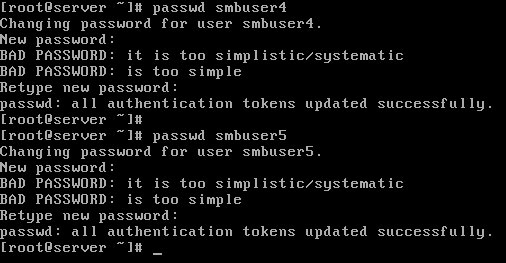 [root@server ~]# passwd smbuser4
Changing password for user smbuser4.
New password:
BAD PASSWORD: it is too simplistic/systematic
BAD PASSWORD: is too simple
Retype new password:
passwd: all authentication tokens updated successfully.
[root@server ~]#
[root@server ~]# passwd smbuser5
Changing password for user smbuser5.
New password:
BAD PASSWORD: it is too simplistic/systematic
BAD PASSWORD: is too simple
Retype new password:
passwd: all authentication tokens updated successfully.
[root@server ~]# _